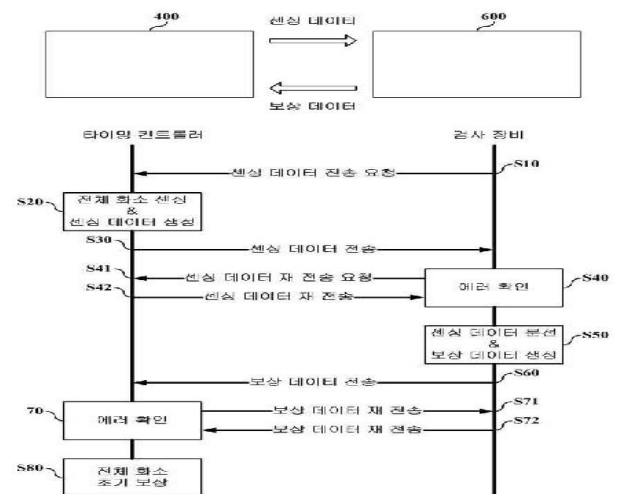 400
600
센싱 데이터
보상 데이터
타이밍 컨트롤러
검사 장비
센싱 데이터 전송 요청
S10
S20
전체 화소 센싱
&
센싱 데이터 생성
S30
센싱 데이터 전송
S41
센싱 데이터 재 전송 요청
S42
센싱 데이터 재 전송
에러 확인
S40
센싱 데이터 분선
&
보상 데이터 생성
S50
보상 데이터 전송
S60
70
에러 확인
보상 데이터 재 전송
S71
보상 데이터 재 전송
S72
S80
전체 화소
초기 보상